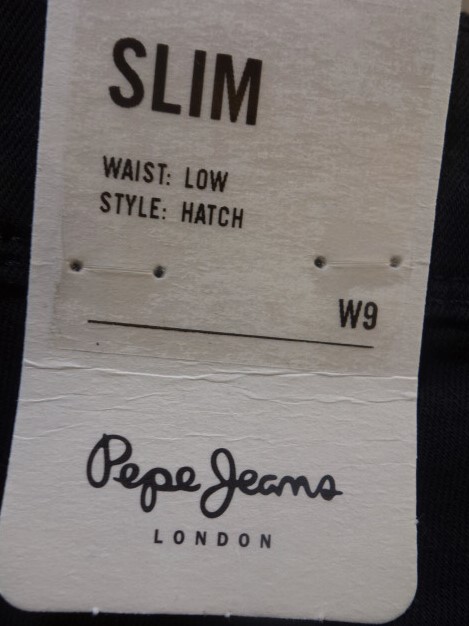 SLIM
WAIST: LOW
STYLE: HATCH
W9
Pepe Jeans
LONDON